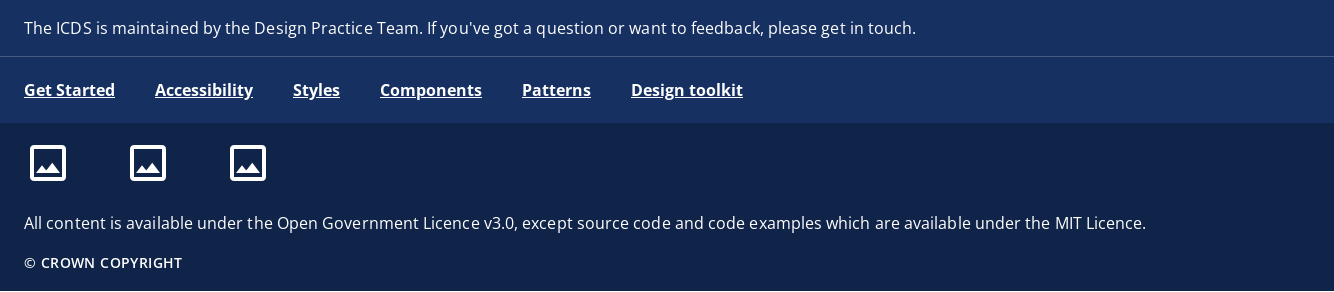 The ICDS is maintained by the Design Practice Team. If you've got a question or want to feedback, please get in touch.
Get Started Accessibility Styles Components Patterns Design toolkit
All content is available under the Open Government Licence v3.0, except source code and code examples which are available under the MIT Licence.
© CROWN COPYRIGHT